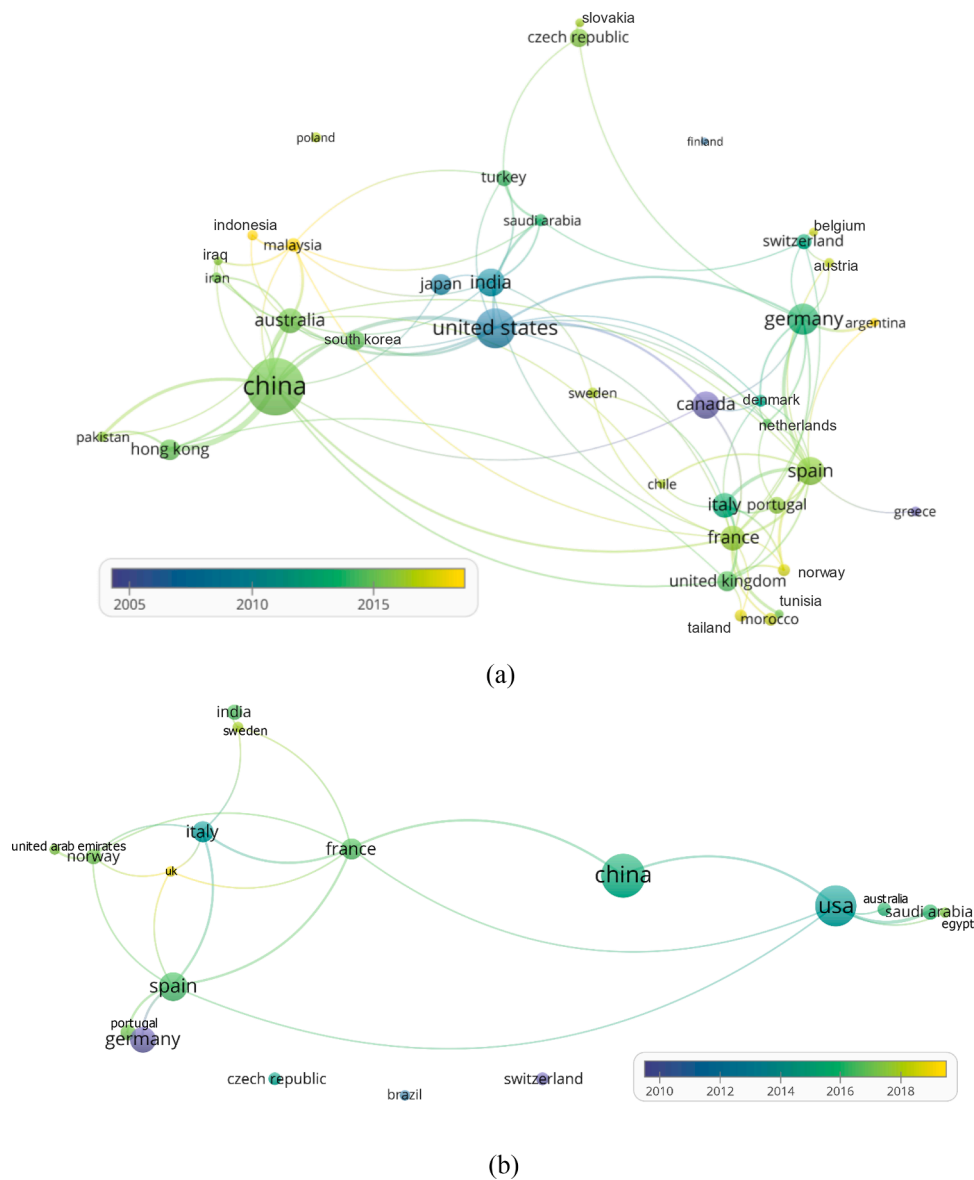 slovakia
czech republic
poland
finland
turkey
saudi arabia
indonesia
malaysia
belgium
switzerland
iraq
iran
austria
japan
india
australia
united states
germany
argentina
south korea
china
sweden
canada
denmark
netherlands
pakistan
hong kong
spain
chile
italy
portugal
greece
france
united kingdom
norway
tunisia
tailand
morocco
2005 2010 2015
(a)
india
sweden
italy
united arab emirates
norway
france
uk
china
usa
australia
saudi arabia
egypt
spain
portugal
germany
czech republic
brazil
switzerland
2010 2012 2014 2016 2018
(b)